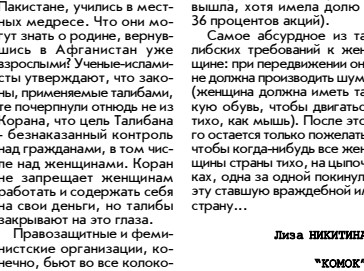 Пакистане, учились в мест-
ных медресе. Что они мо-
гут знать о родине, вернув-
шись в Афганистан уже
взрослыми? Ученые-ислами-
сты утверждают, что зако-
ны, применяемые талибами,
те почерпнули отнюдь не из
Корана, что цель Талибана
- безнаказанный контроль
над гражданами, в том чис-
ле над женщинами. Коран
не запрещает женщинам
работать и содержать себя
на свои деньги, но талибы
закрывают на это глаза.
Правозащитные и феми-
нистские организации, ко-
нечно, бьют во все колоко-
вышла, хотя имела долю
36 процентов акций).
Самое абсурдное из та-
либских требований к жен-
щине: при передвижении он
не должна производить шум
(женщина должна иметь та
кую обувь, чтобы двигатьс
тихо, как мышь). После это
го остается только пожелать
чтобы когда-нибудь все жен
щины страны тихо, на цыпоч
ках, одна за одной покинул
эту ставшую враждебной им
страну...
Лиза НИКИТИНА
"КОМОК"